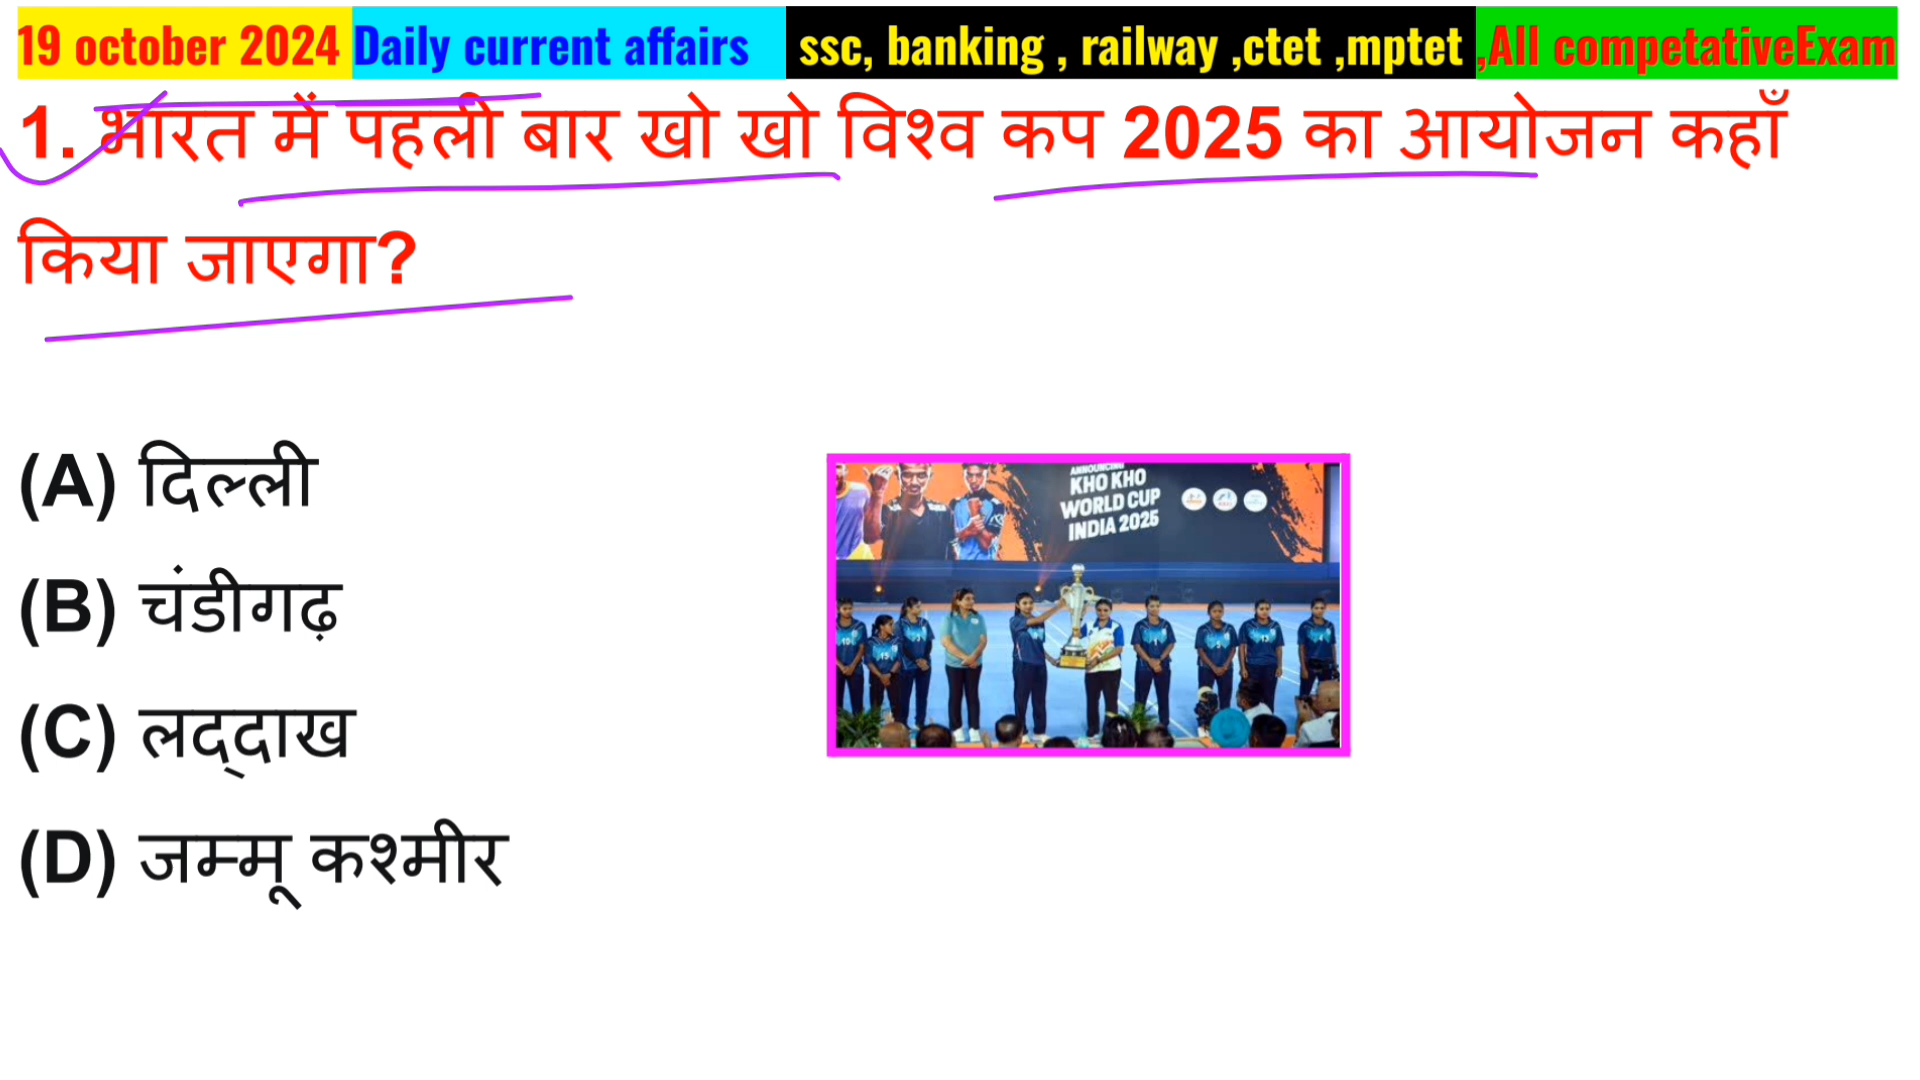 19 october 2024 Daily current affairs ssc, banking , railway ,ctet ,mptet ,All competativeExam
1. भारत में पहली बार खो खो विश्व कप 2025 का आयोजन कहाँ
किया जाएगा?
(A) दिल्ली
(B) चंडीगढ़
(C) लद्दाख
(D) जम्मू कश्मीर
ANNOUNCING
KHO KHO
WORLD CUP
INDIA 2025